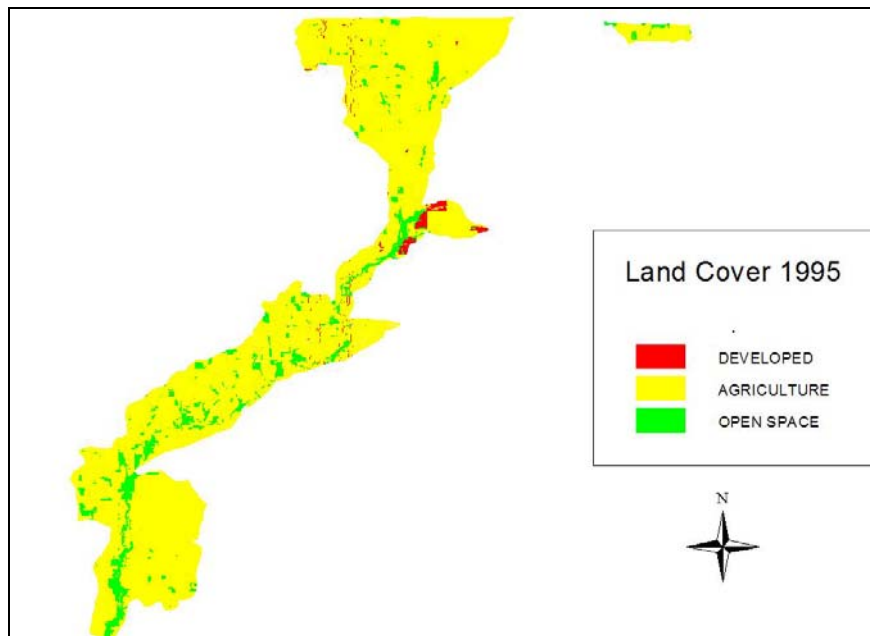 Land Cover 1995
DEVELOPED
AGRICULTURE
OPEN SPACE
N